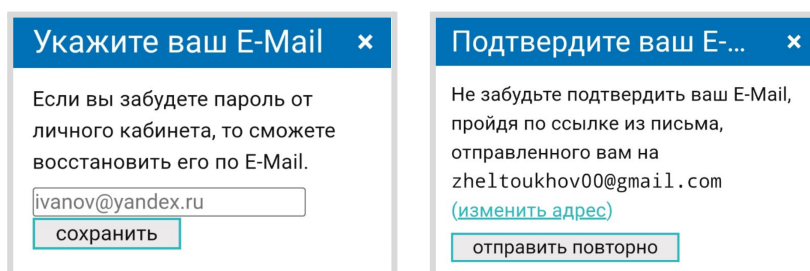 Укажите ваш E-Mail ×
Если вы забудете пароль от
личного кабинета, то сможете
восстановить его по E-Mail.
ivanov@yandex.ru
сохранить
Подтвердите ваш E-... ×
Не забудьте подтвердить ваш E-Mail,
пройдя по ссылке из письма,
отправленного вам на
zheltoukhov00@gmail.com
(изменить адрес)
отправить повторно